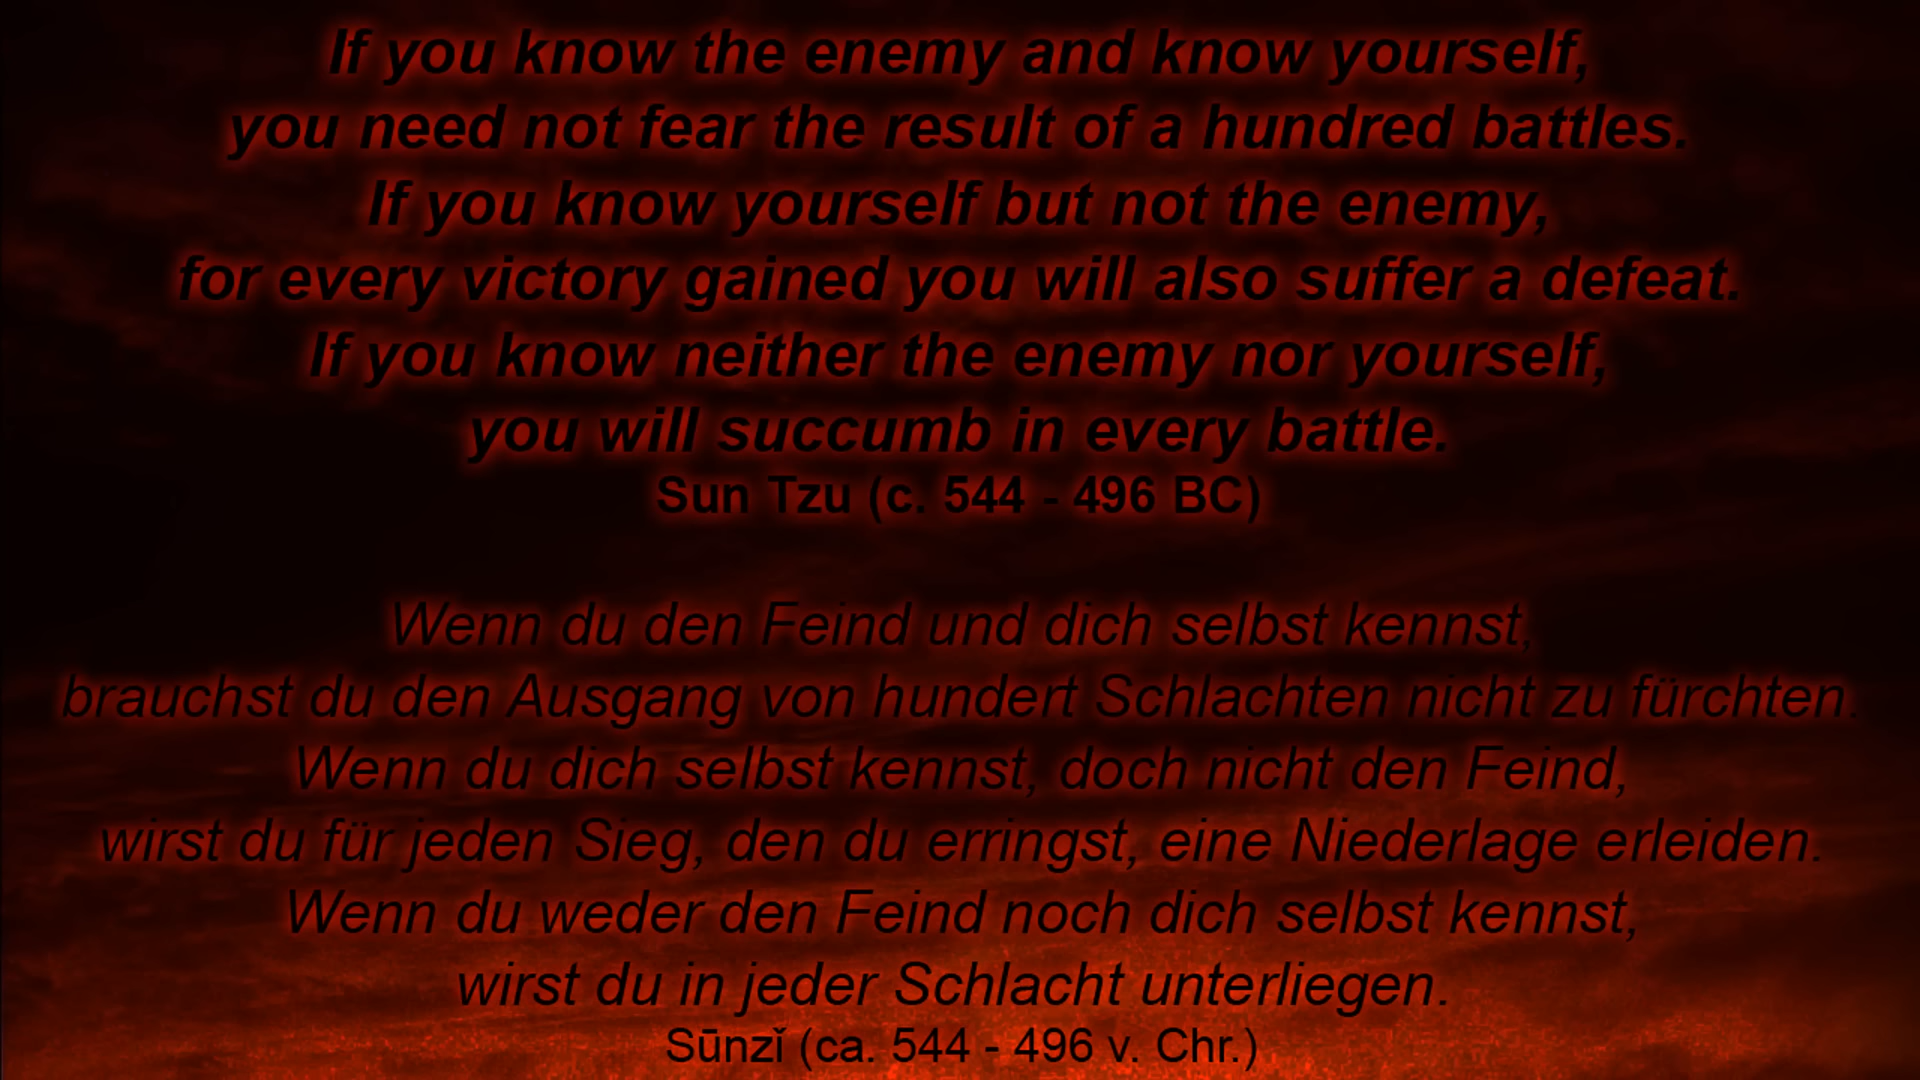 If you know the enemy and know yourself,
you need not fear the result of a hundred battles.
If you know yourself but not the enemy,
for every victory gained you will also suffer a defeat.
If you know neither the enemy nor yourself,
you will succumb in every battle.
Sun Tzu (c. 544 - 496 BC)
Wenn du den Feind und dich selbst kennst,
brauchst du den Ausgang von hundert Schlachten nicht zu fürchten.
Wenn du dich selbst kennst, doch nicht den Feind,
wirst du für jeden Sieg, den du erringst, eine Niederlage erleiden.
Wenn du weder den Feind noch dich selbst kennst,
wirst du in jeder Schlacht unterliegen.
Sūnzǐ (ca. 544 - 496 v. Chr.)